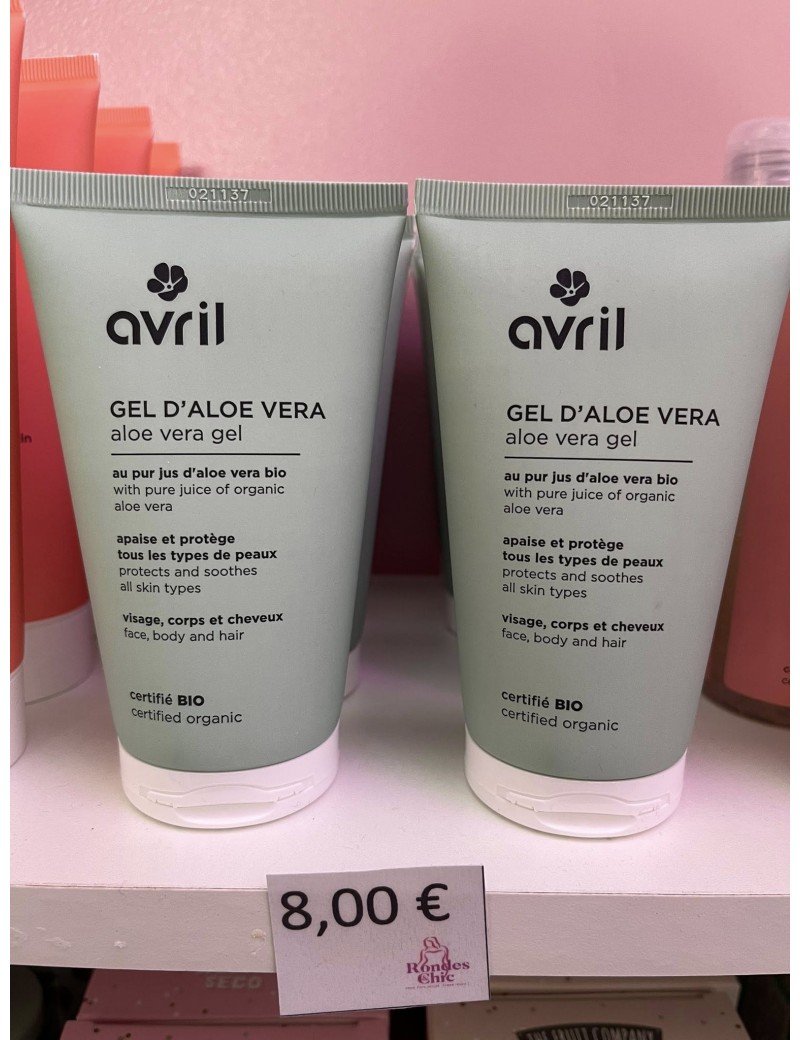 021137
avril
GEL D'ALOE VERA
aloe vera gel
au pur jus d'aloe vera bio
with pure juice of organic
aloe vera
apaise et protège
tous les types de peaux
protects and soothes
all skin types
visage, corps et cheveux
face, body and hair
certifié BIO
certified organic
021137
avril
GEL D'ALOE VERA
aloe vera gel
au pur jus d'aloe vera bio
with pure juice of organic
aloe vera
apaise et protège
tous les types de peaux
protects and soothes
all skin types
visage, corps et cheveux
face, body and hair
certifié BIO
certified organic
8,00 €
Rondes
Chic
SECO
THE FRUIT COMPANY